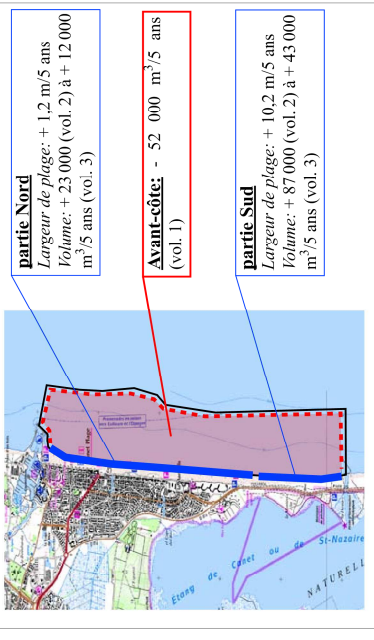 partie Nord
Largeur de plage: + 1,2 m/5 ans
Volume: + 23 000 (vol. 2) à + 12 000
m³/5 ans (vol. 3)
Avant-côte: - 52 000 m³/5 ans
(vol. 1)
partie Sud
Largeur de plage: + 10,2 m/5 ans
Volume: + 87 000 (vol. 2) à + 43 000
m³/5 ans (vol. 3)
Étang de Canet ou de St-Nazaire
NATURELL